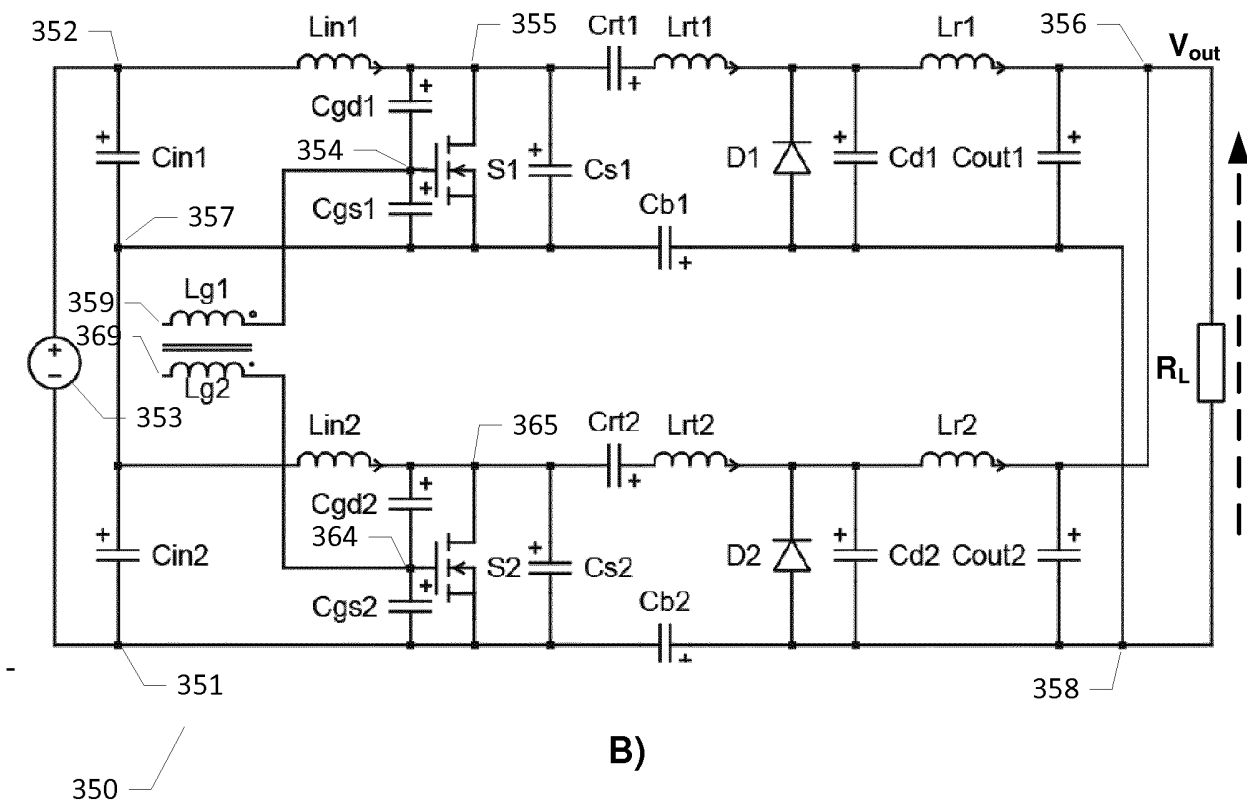 352 Lin1 355 Crt1 Lrt1 Lr1 356
Vout
Cgd1
Cin1 354 S1 Cs1 D1 Cd1 Cout1
357 Cgs1 Cb1
Lg1
359
369
Lg2
353
RL
Lin2 365 Crt2 Lrt2 Lr2
Cgd2
Cin2 364 S2 Cs2 D2 Cd2 Cout2
Cgs2 Cb2
-
351 358
B)
350